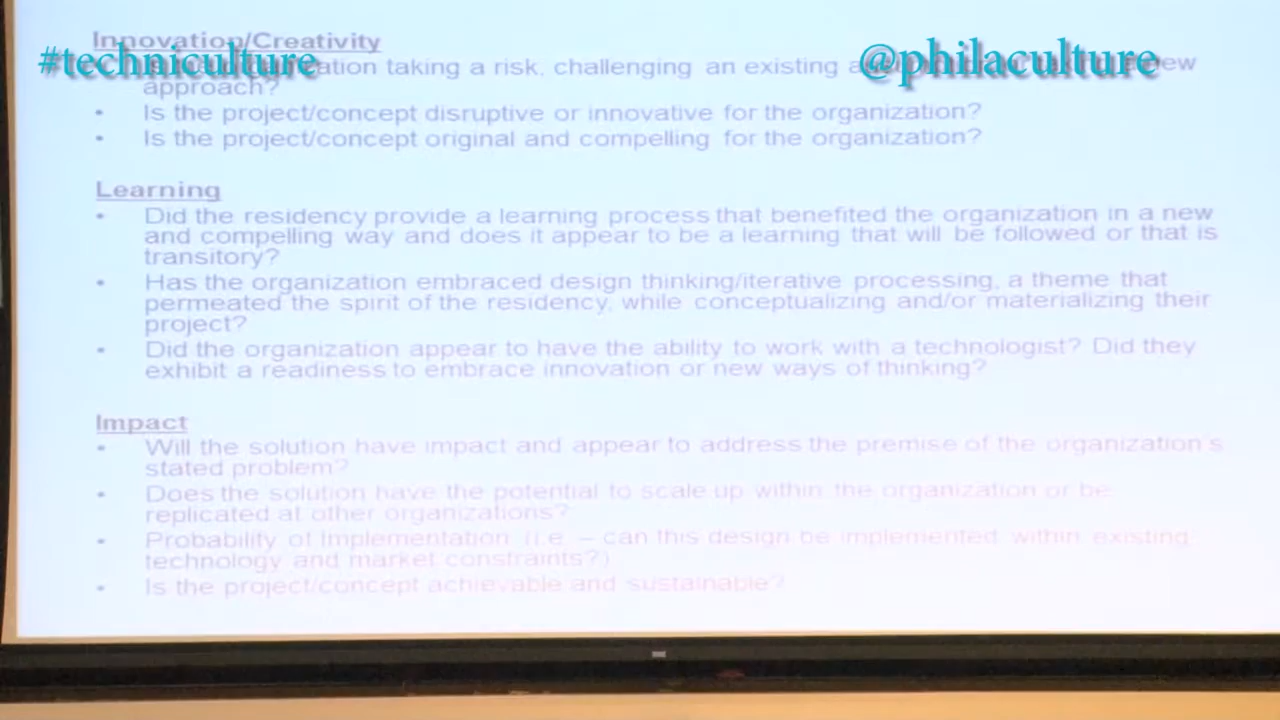 Innovation/Creativity
#techniculture
@philaculture
taking a risk, challenging an existing
approach?
• Is the project/concept disruptive or innovative for the organization?
• Is the project/concept original and compelling for the organization?
Learning
• Did the residency provide a learning process that benefited the organization in a new
and compelling way and does it appear to be a learning that will be followed or that is
transitory?
• Has the organization embraced design thinking/iterative processing, a theme that
permeated the spirit of the residency, while conceptualizing and/or materializing their
project?
• Did the organization appear to have the ability to work with a technologist? Did they
exhibit a readiness to embrace innovation or new ways of thinking?
Impact
• Will the solution have impact and appear to address the premise of the organization's
stated problem?
• Does the solution have the potential to scale up within the organization or be
replicated at other organizations?
• Probability of Implementation (i.e. – can this design be implemented within existing
technology and market constraints?)
• Is the project/concept achievable and sustainable?